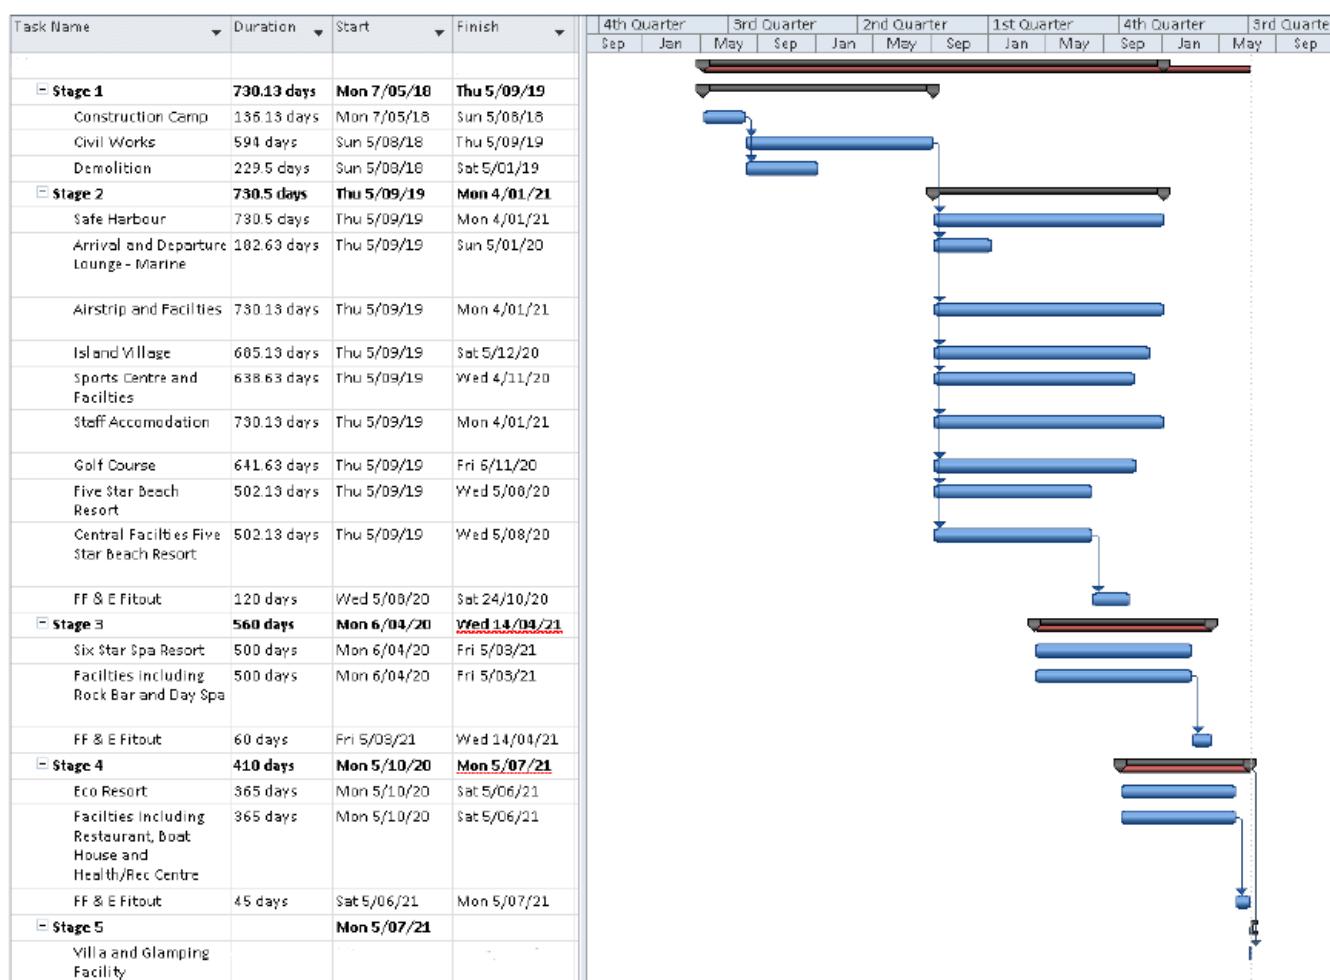 Task Name Duration Start Finish 4th Quarter 3rd Quarter 2nd Quarter 1st Quarter 4th Quarter 3rd Quarte
Sep Jan May Sep Jan May Sep Jan May Sep Jan May Sep
Stage 1 730.13 days Mon 7/05/18 Thu 5/09/19
Construction Camp 136.13 days Mon 7/05/18 Sun 5/08/18
Civil Works 594 days Sun 5/08/18 Thu 5/09/19
Demolition 229.5 days Sun 5/08/18 Sat 5/01/19
Stage 2 730.5 days Thu 5/09/19 Mon 4/01/21
Safe Harbour 730.5 days Thu 5/09/19 Mon 4/01/21
Arrival and Departure 182.63 days Thu 5/09/19 Sun 5/01/20
Lounge - Marine
Airstrip and Facilties 730.13 days Thu 5/09/19 Mon 4/01/21
Island Village 685.13 days Thu 5/09/19 Sat 5/12/20
Sports Centre and 638.63 days Thu 5/09/19 Wed 4/11/20
Facilties
Staff Accomodation 730.13 days Thu 5/09/19 Mon 4/01/21
Golf Course 641.63 days Thu 5/09/19 Fri 6/11/20
Five Star Beach 502.13 days Thu 5/09/19 Wed 5/08/20
Resort
Central Facilties Five 502.13 days Thu 5/09/19 Wed 5/08/20
Star Beach Resort
FF & E Fitout 120 days Wed 5/08/20 Sat 24/10/20
Stage 3 560 days Mon 6/04/20 Wed 14/04/21
Six Star Spa Resort 500 days Mon 6/04/20 Fri 5/03/21
Facilties including 500 days Mon 6/04/20 Fri 5/03/21
Rock Bar and Day Spa
FF & E Fitout 60 days Fri 5/03/21 Wed 14/04/21
Stage 4 410 days Mon 5/10/20 Mon 5/07/21
Eco Resort 365 days Mon 5/10/20 Sat 5/06/21
Facilties Including 365 days Mon 5/10/20 Sat 5/06/21
Restaurant, Boat
House and
Health/Rec Centre
FF & E Fitout 45 days Sat 5/06/21 Mon 5/07/21
Stage 5 Mon 5/07/21
Villa and Glamping
Facility